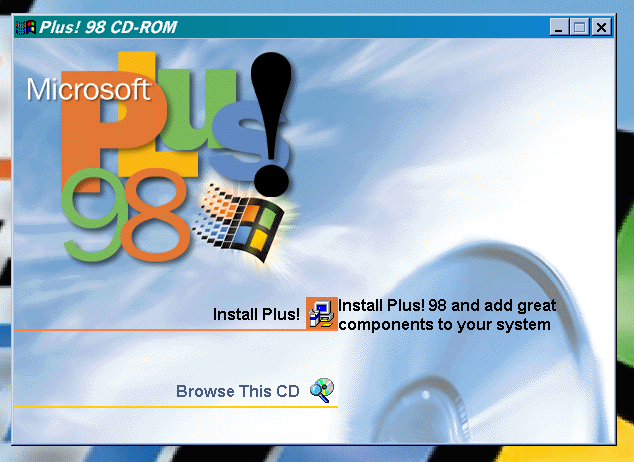 Plus! 98 CD-ROM
Microsoft
Plus!
98
Install Plus!
Install Plus! 98 and add great
components to your system
Browse This CD